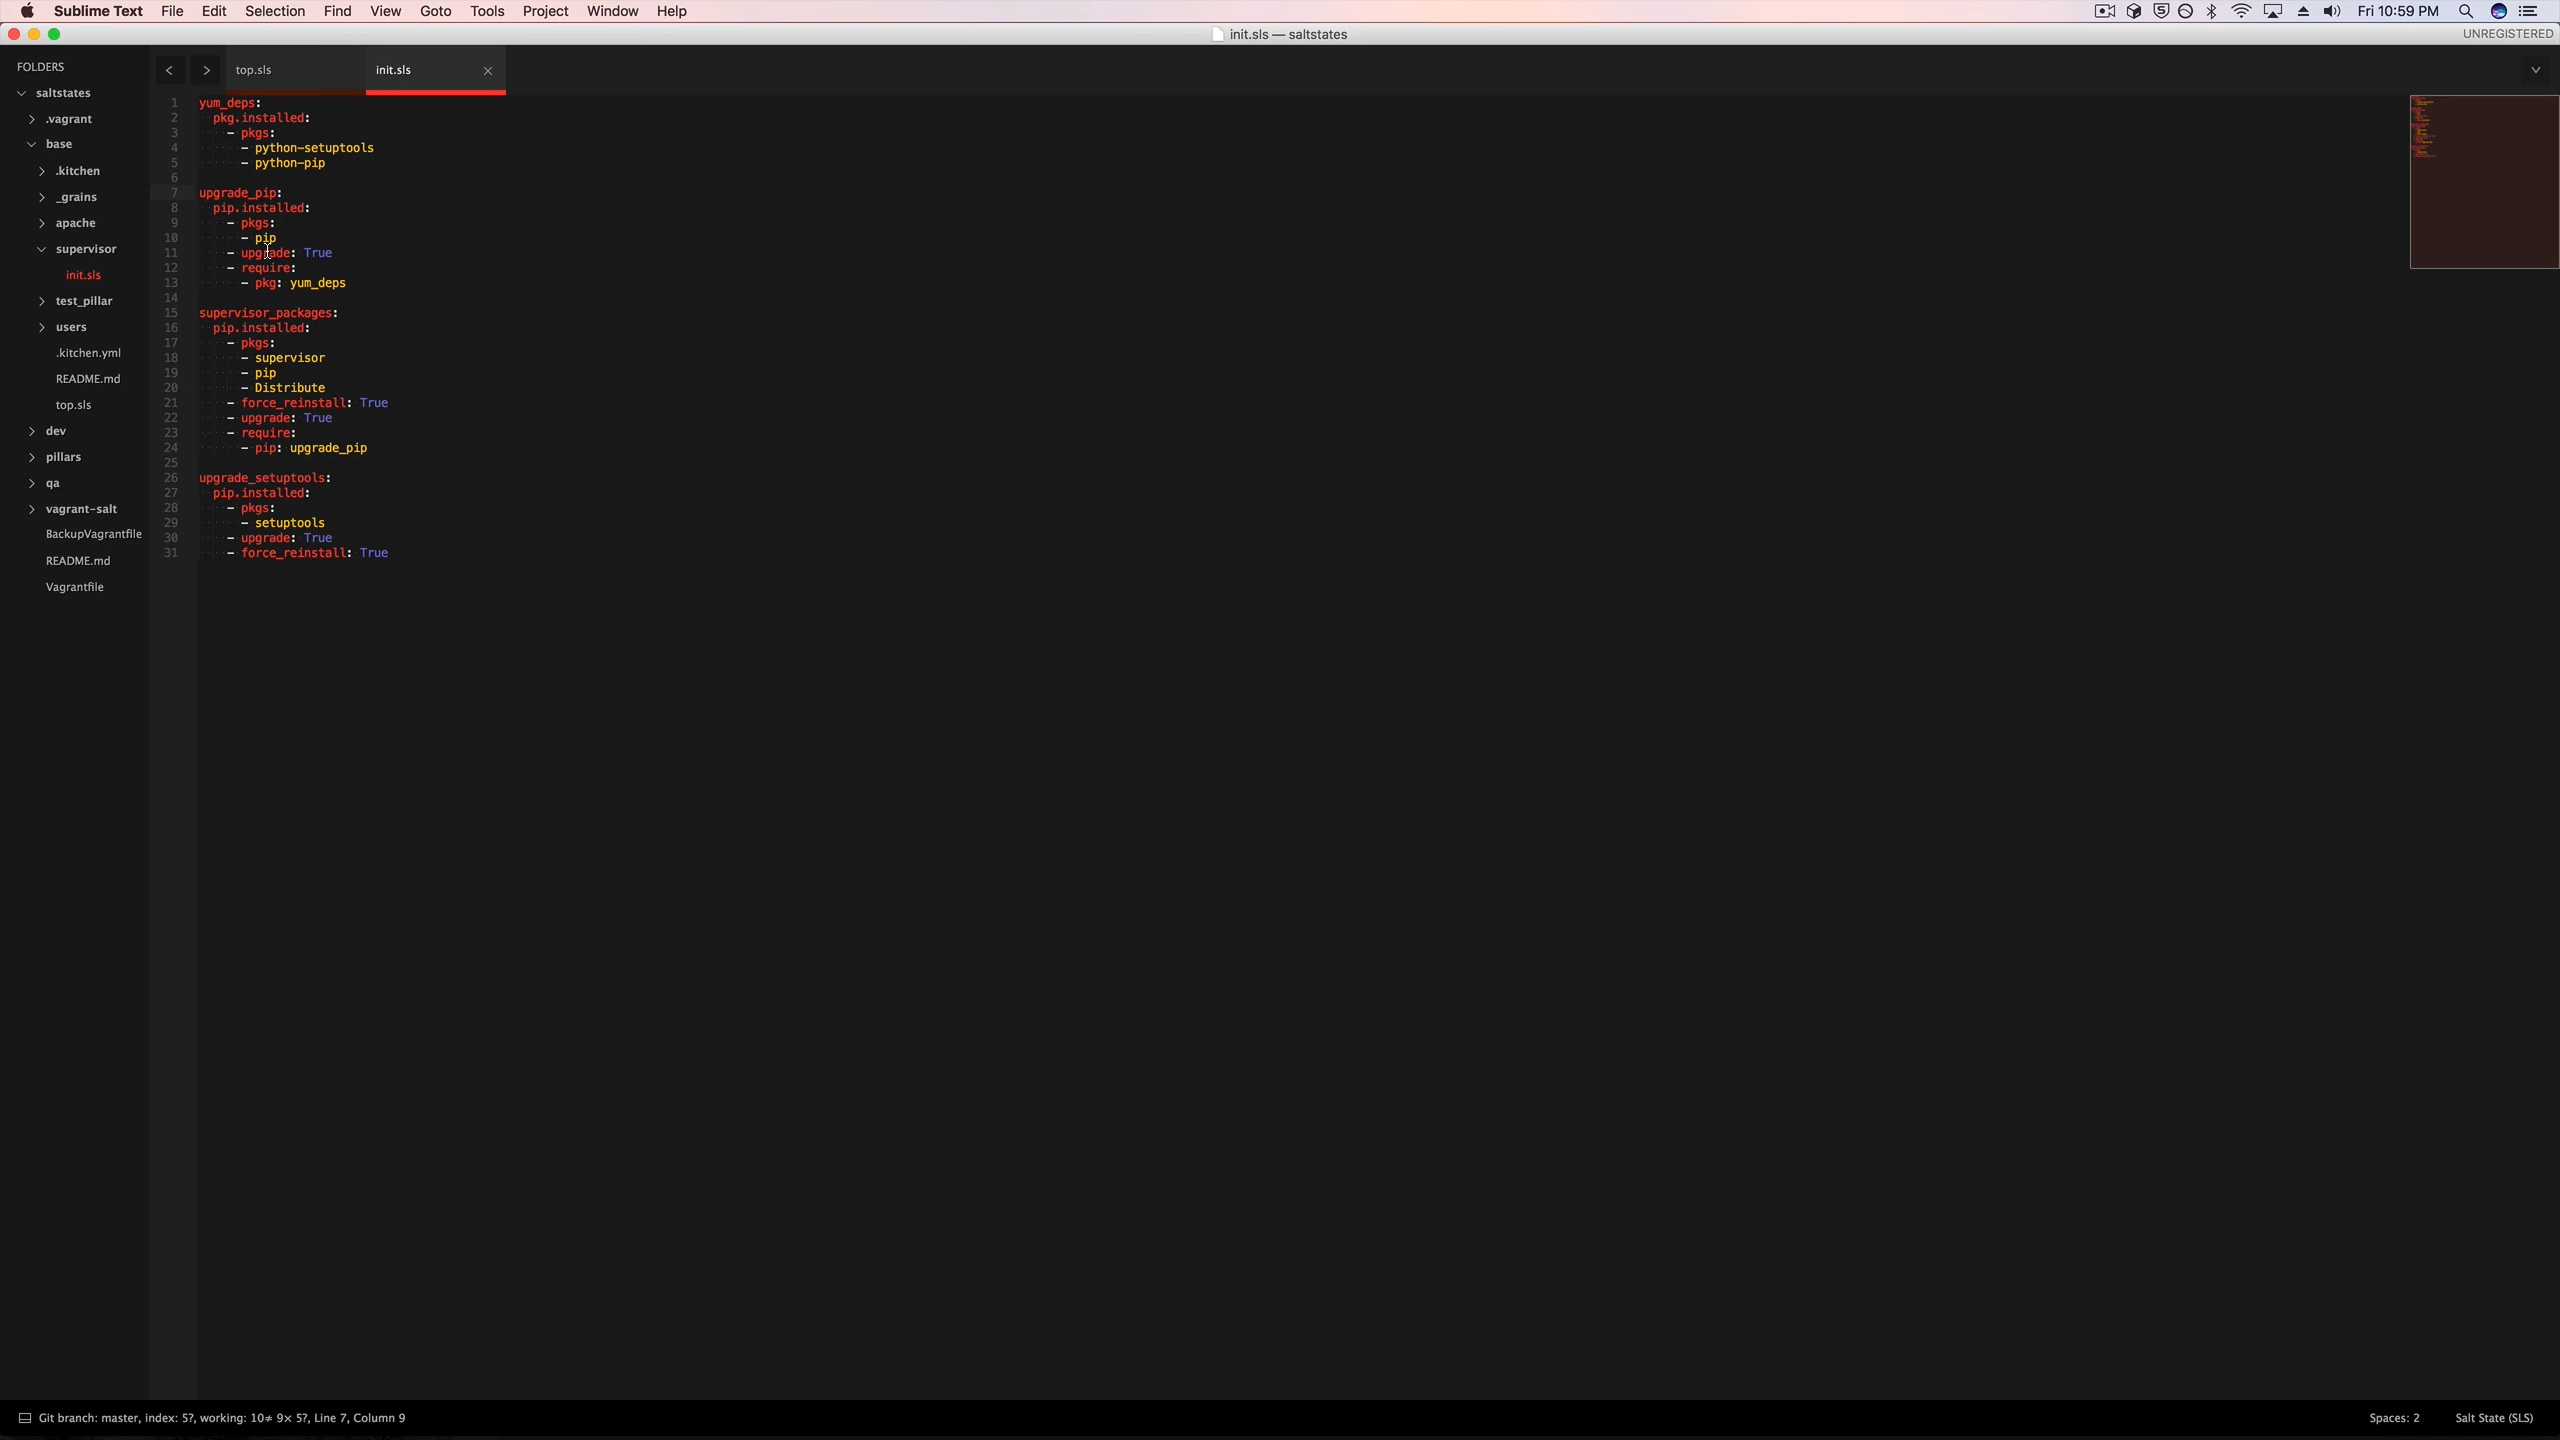 Sublime Text File Edit Selection Find View Goto Tools Project Window Help Fri 10:59 PM
init.sls — saltstates UNREGISTERED
FOLDERS
saltstates
.vagrant
base
.kitchen
_grains
apache
supervisor
init.sls
test_pillar
users
.kitchen.yml
README.md
top.sls
dev
pillars
qa
vagrant-salt
BackupVagrantfile
README.md
Vagrantfile
top.sls init.sls
1 yum_deps:
2   pkg.installed:
3     - pkgs:
4       - python-setuptools
5       - python-pip
6
7 upgrade_pip:
8   pip.installed:
9     - pkgs:
10       - pip
11     - upgrade: True
12     - require:
13       - pkg: yum_deps
14
15 supervisor_packages:
16   pip.installed:
17     - pkgs:
18       - supervisor
19       - pip
20       - Distribute
21     - force_reinstall: True
22     - upgrade: True
23     - require:
24       - pip: upgrade_pip
25
26 upgrade_setuptools:
27   pip.installed:
28     - pkgs:
29       - setuptools
30     - upgrade: True
31     - force_reinstall: True
Git branch: master, index: 5?, working: 10≠ 9× 5?, Line 7, Column 9 Spaces: 2 Salt State (SLS)